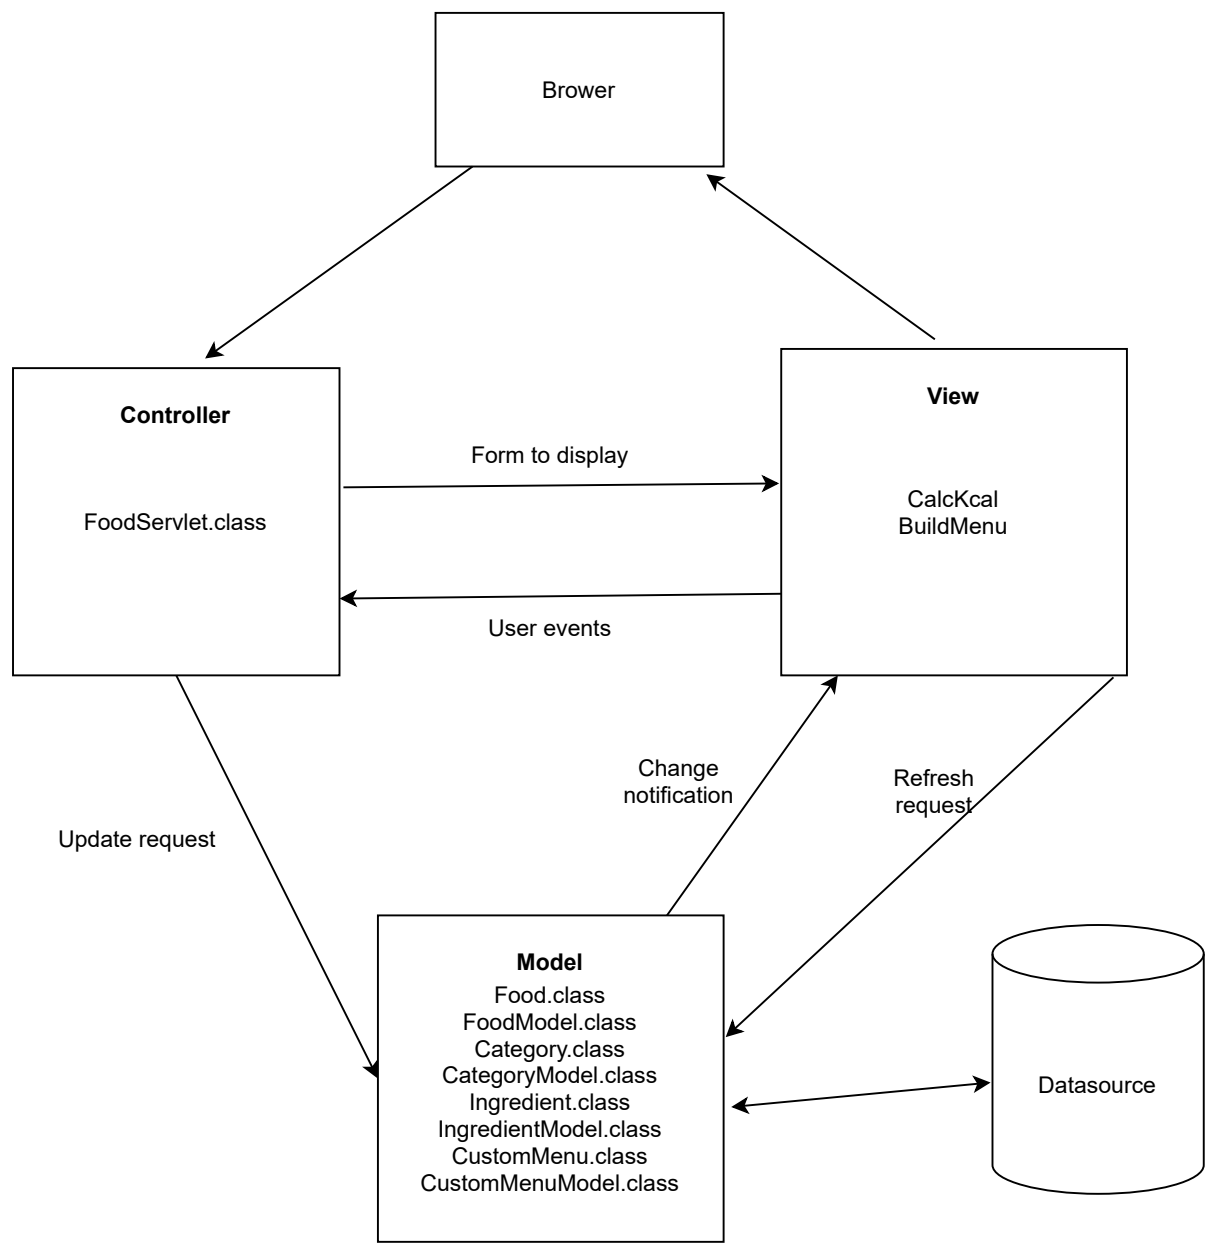 Brower
Controller
FoodServlet.class
Form to display
User events
View
CalcKcal
BuildMenu
Update request
Change
notification
Refresh
request
Model
Food.class
FoodModel.class
Category.class
CategoryModel.class
Ingredient.class
IngredientModel.class
CustomMenu.class
CustomMenuModel.class
Datasource